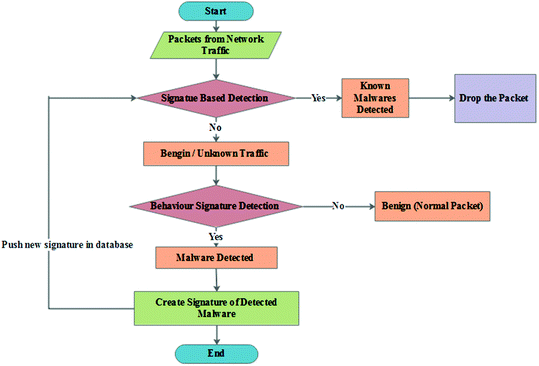 Start
Packets from Network
Traffic
Signatue Based Detection
Yes
Known
Malwares
Detected
Drop the Packet
No
Bengin / Unknown Traffic
Behaviour Signature Detection
No
Benign (Normal Packet)
Yes
Push new signature in database
Malware Detected
Create Signature of Detected
Malware
End